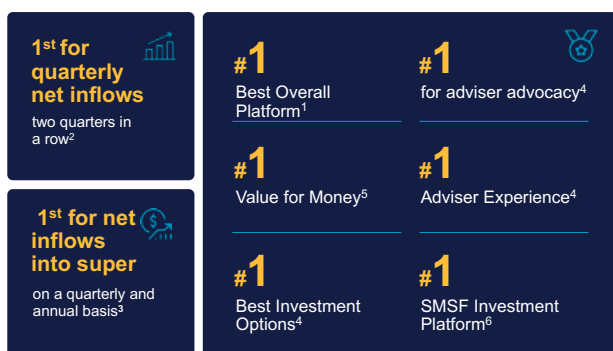 1st for
quarterly
net inflows
two quarters in
a row2
1st for net
inflows
into super
on a quarterly and
annual basis3
#1
Best Overall
Platform1
#1
for adviser advocacy4
#1
Value for Money5
#1
Adviser Experience4
#1
Best Investment
Options4
#1
SMSF Investment
Platform6